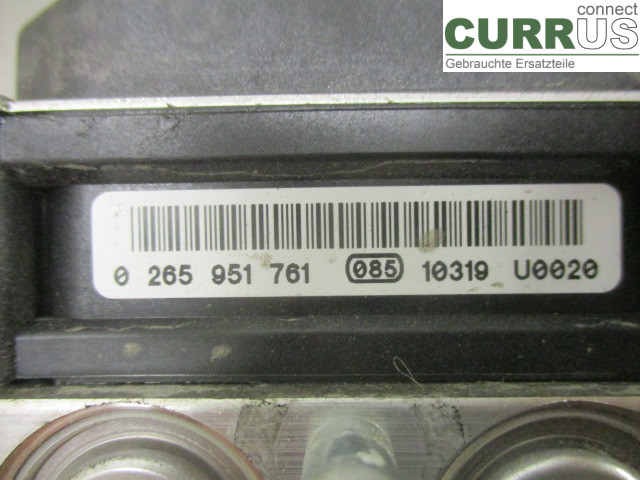 connect
CURRUS
Gebrauchte Ersatzteile
0 265 951 761 085 10319 U0020